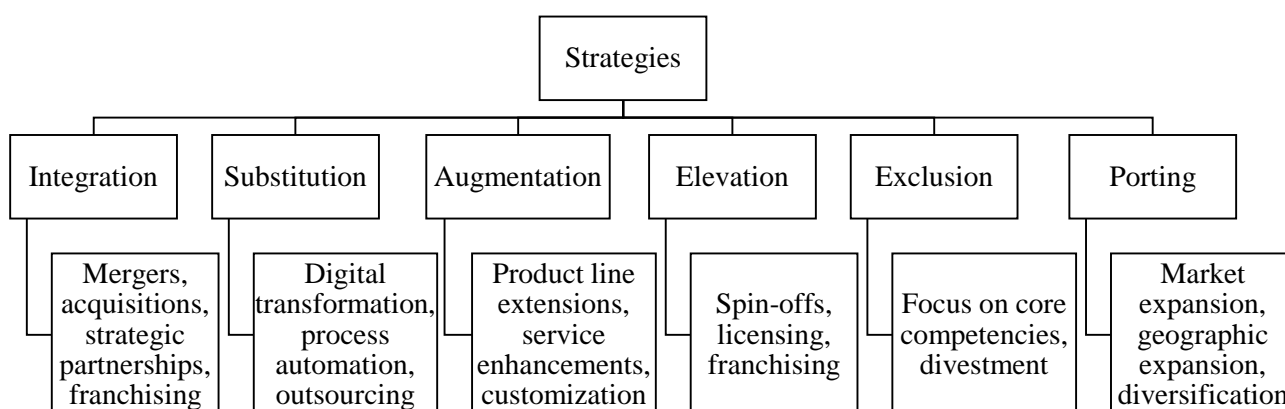 Strategies
Integration
Substitution
Augmentation
Elevation
Exclusion
Porting
Mergers,
acquisitions,
strategic
partnerships,
franchising
Digital
transformation,
process
automation,
outsourcing
Product line
extensions,
service
enhancements,
customization
Spin-offs,
licensing,
franchising
Focus on core
competencies,
divestment
Market
expansion,
geographic
expansion,
diversification